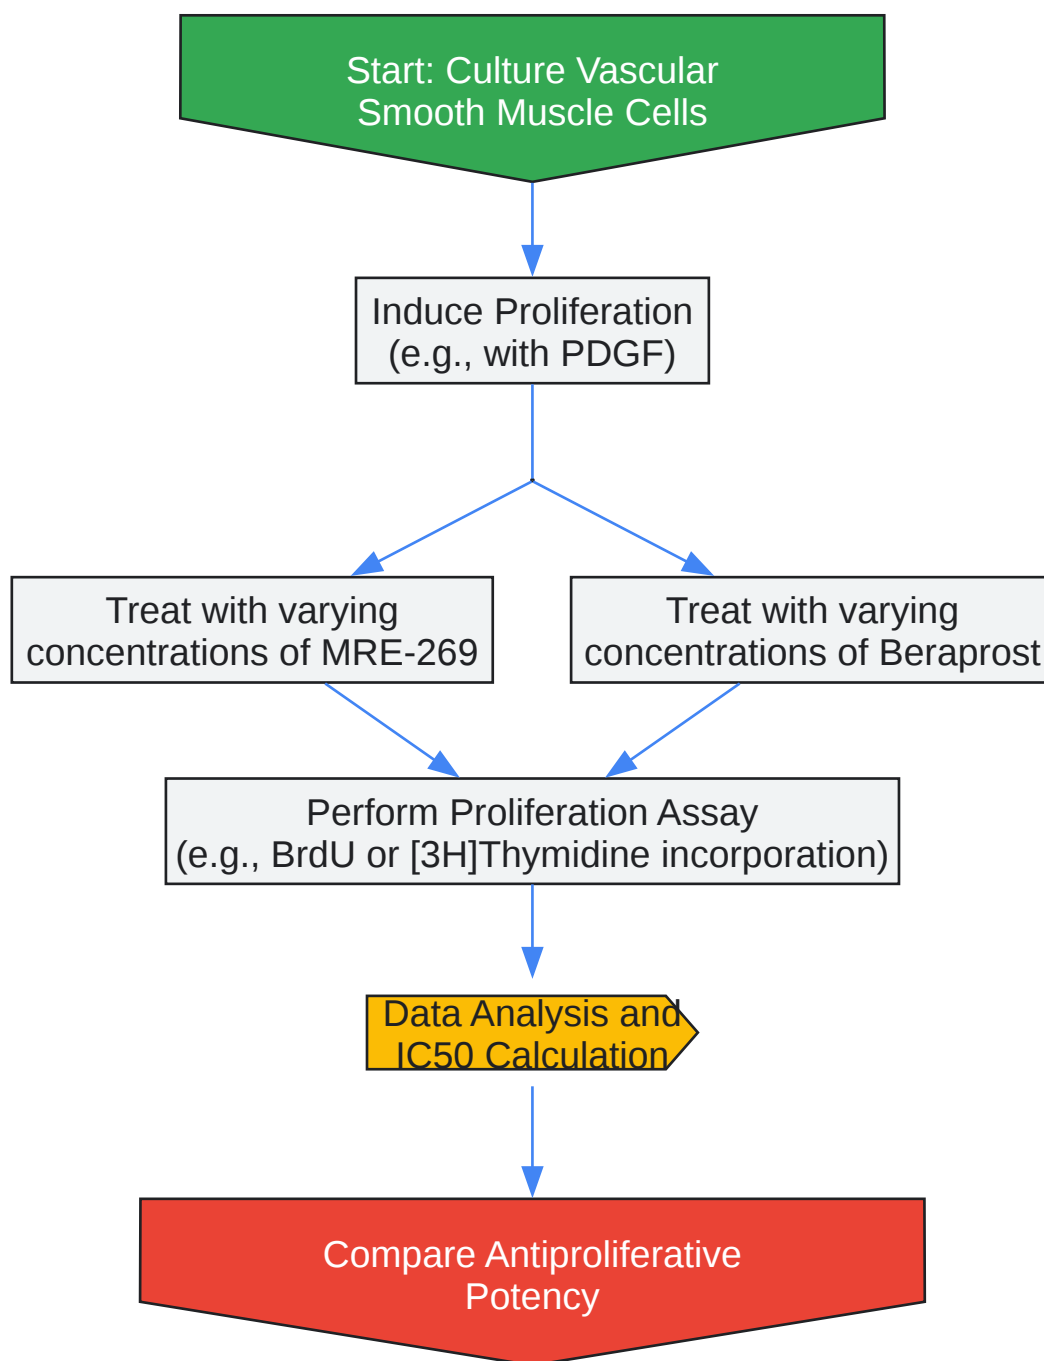 Start: Culture Vascular
Smooth Muscle Cells
Induce Proliferation
(e.g., with PDGF)
Treat with varying
concentrations of MRE-269
Treat with varying
concentrations of Beraprost
Perform Proliferation Assay
(e.g., BrdU or [3H]Thymidine incorporation)
Data Analysis and
IC50 Calculation
Compare Antiproliferative
Potency